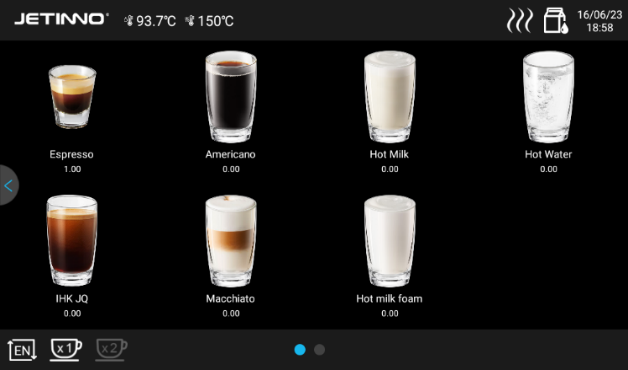 JETINNO 93.7℃ 150℃ 16/06/23
18:58
Espresso Americano Hot Milk Hot Water
1.00 0.00 0.00 0.00
IHK JQ Macchiato Hot milk foam
0.00 0.00 0.00
EN x1 x2